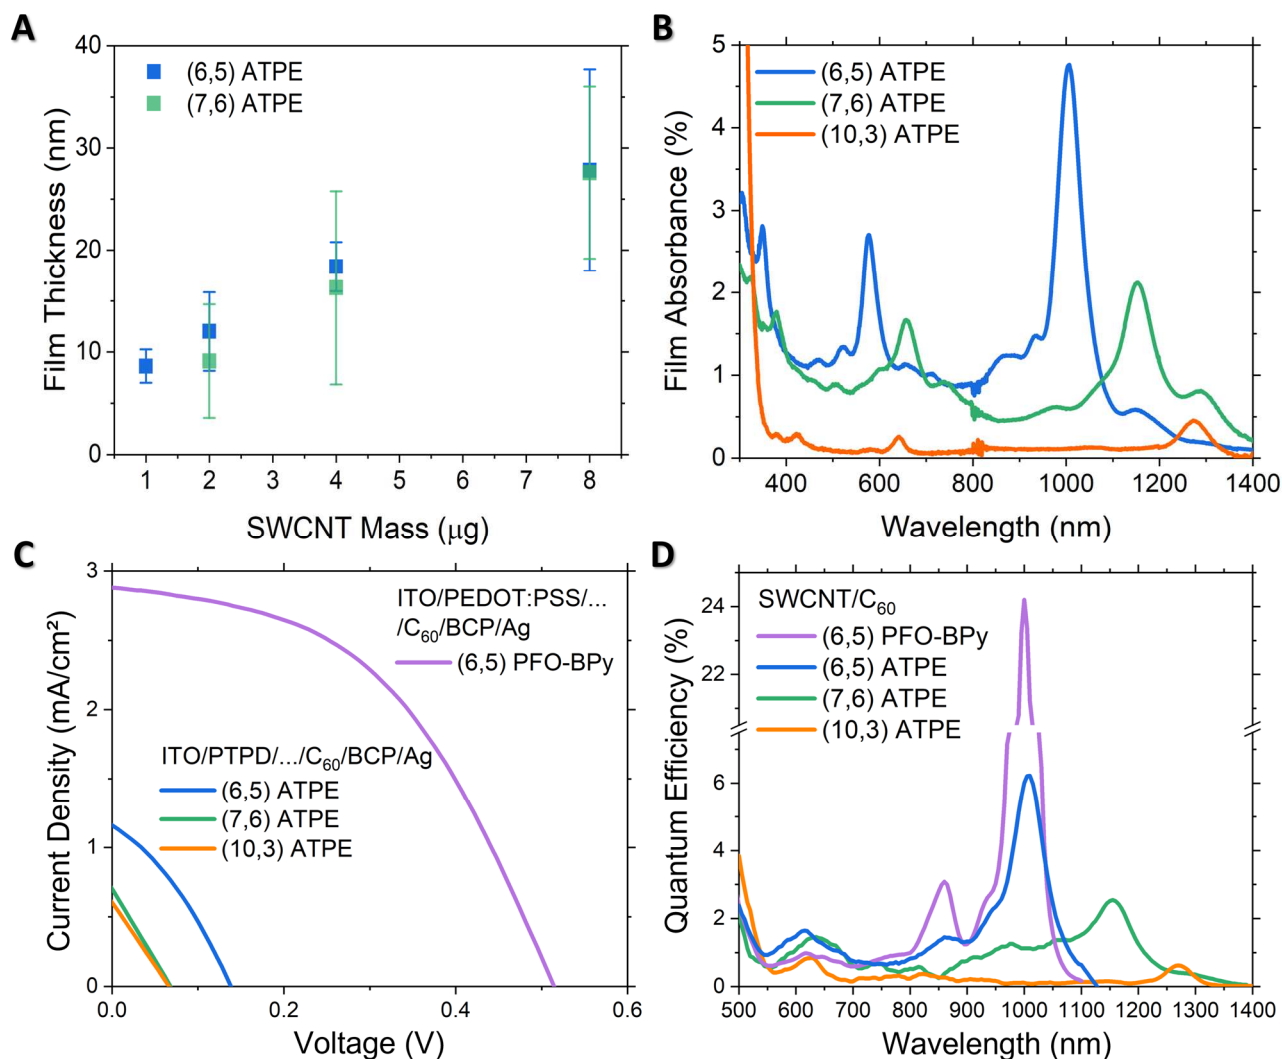 A
40
30
20
10
0
Film Thickness (nm)
(6,5) ATPE
(7,6) ATPE
1 2 3 4 5 6 7 8
SWCNT Mass (μg)
B
5
4
3
2
1
0
Film Absorbance (%)
(6,5) ATPE
(7,6) ATPE
(10,3) ATPE
400 600 800 1000 1200 1400
Wavelength (nm)
C
3
2
1
0
Current Density (mA/cm²)
ITO/PEDOT:PSS/...
/C₆₀/BCP/Ag
(6,5) PFO-BPy
ITO/PTPD/.../C₆₀/BCP/Ag
(6,5) ATPE
(7,6) ATPE
(10,3) ATPE
0.0 0.2 0.4 0.6
Voltage (V)
D
24
22
6
4
2
0
Quantum Efficiency (%)
SWCNT/C₆₀
(6,5) PFO-BPy
(6,5) ATPE
(7,6) ATPE
(10,3) ATPE
500 600 700 800 900 1000 1100 1200 1300 1400
Wavelength (nm)